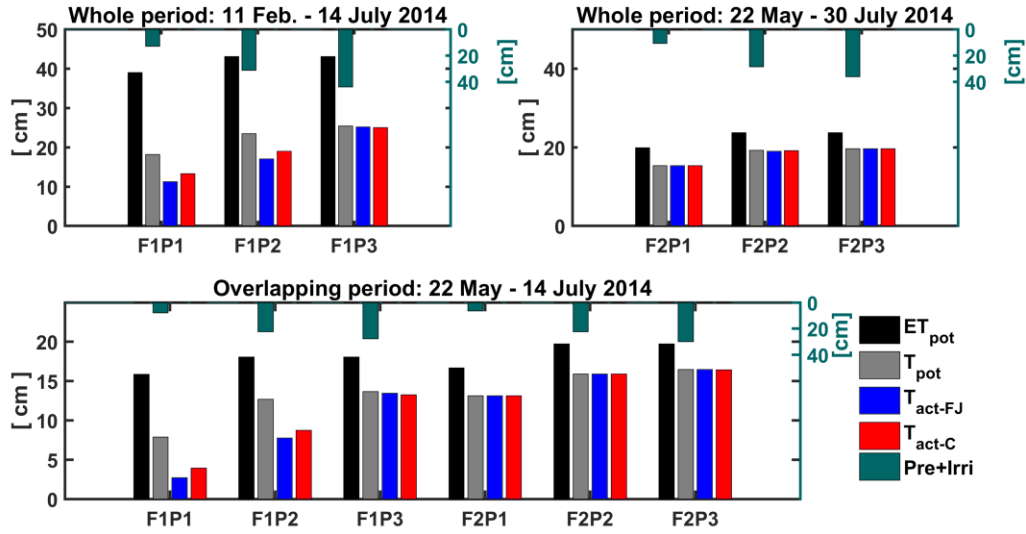 Whole period: 11 Feb. - 14 July 2014
50
40
30
20
10
0
[ cm ]
0
20
40
[cm]
F1P1 F1P2 F1P3
Whole period: 22 May - 30 July 2014
40
20
0
[ cm ]
0
20
40
[cm]
F2P1 F2P2 F2P3
Overlapping period: 22 May - 14 July 2014
20
15
10
5
0
[ cm ]
0
20
40
[cm]
F1P1 F1P2 F1P3 F2P1 F2P2 F2P3
ETpot
Tpot
Tact-FJ
Tact-C
Pre+Irri